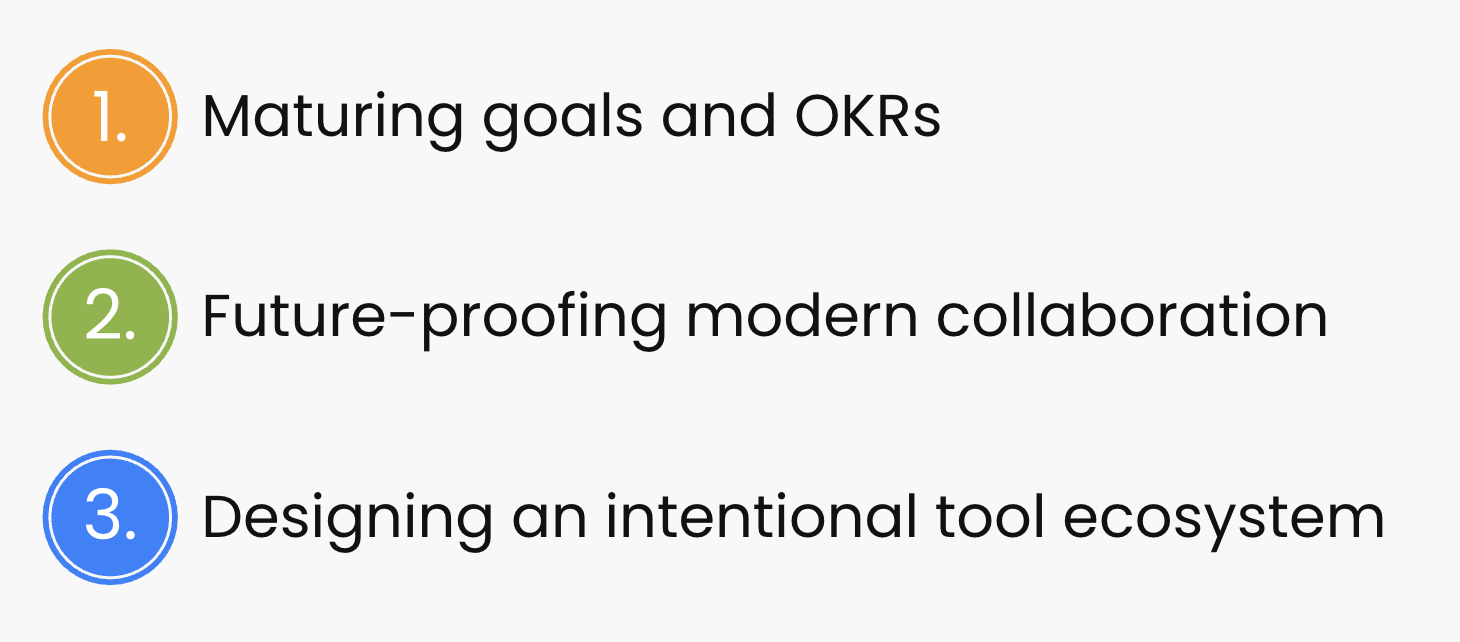 1. Maturing goals and OKRs
2. Future-proofing modern collaboration
3. Designing an intentional tool ecosystem